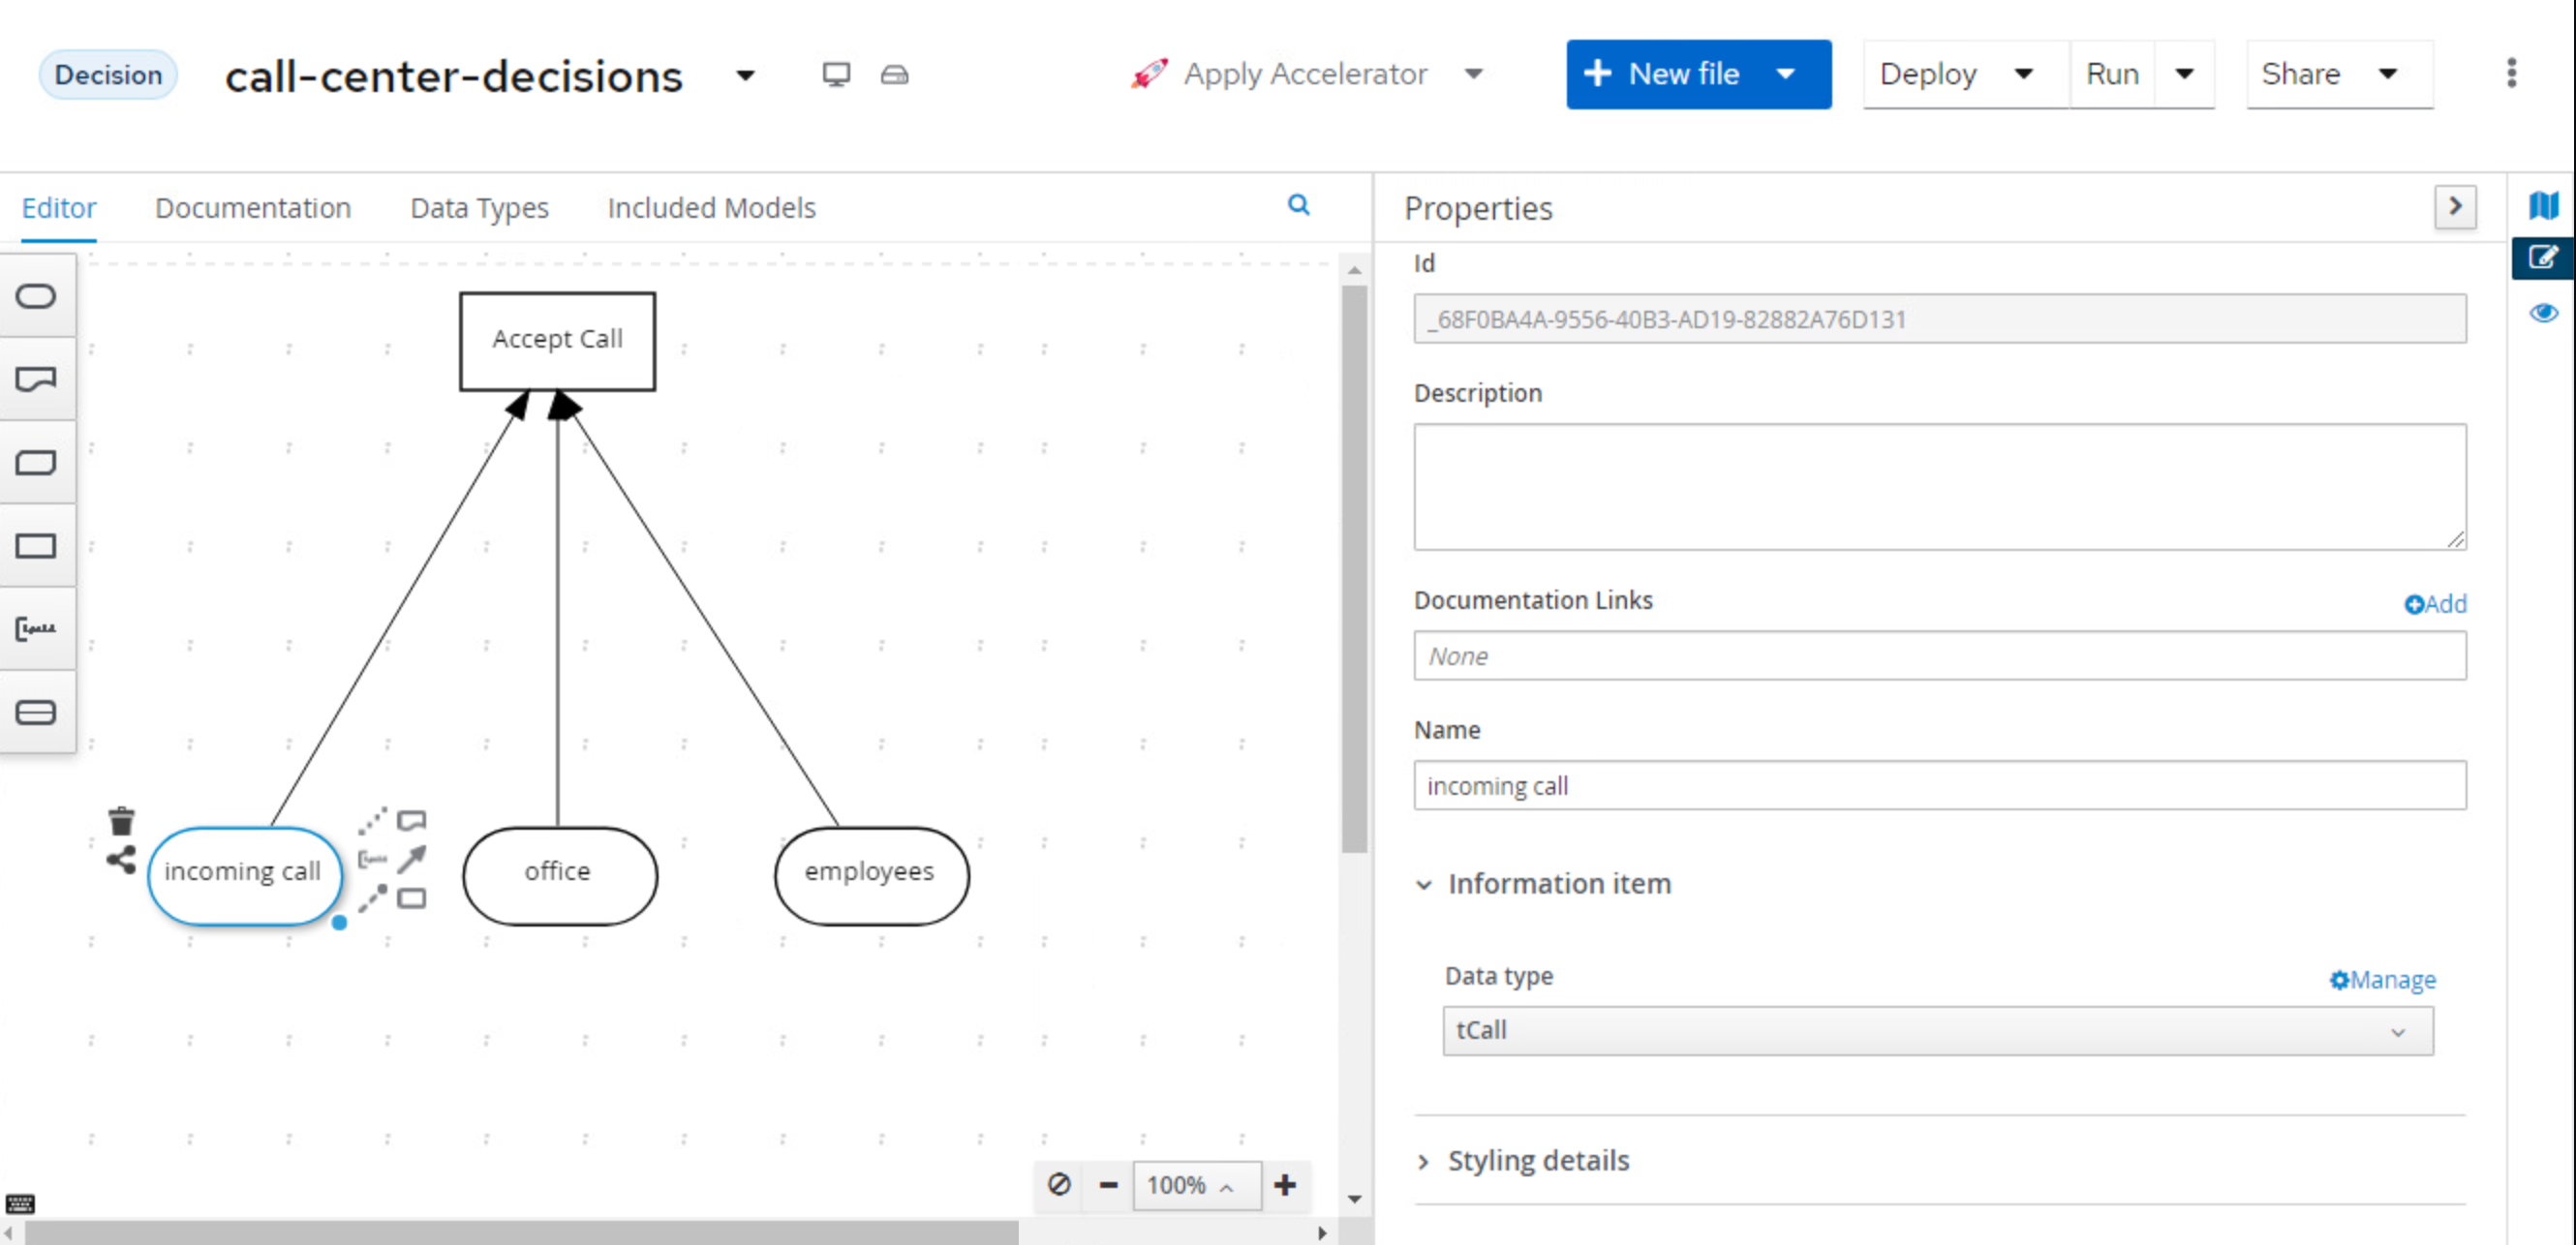 Decision
call-center-decisions
Apply Accelerator
New file
Deploy
Run
Share
Editor
Documentation
Data Types
Included Models
Properties
Accept Call
incoming call
office
employees
100%
Id
_68F0BA4A-9556-40B3-AD19-82882A76D131
Description
Documentation Links
Add
None
Name
incoming call
Information item
Data type
Manage
tCall
Styling details